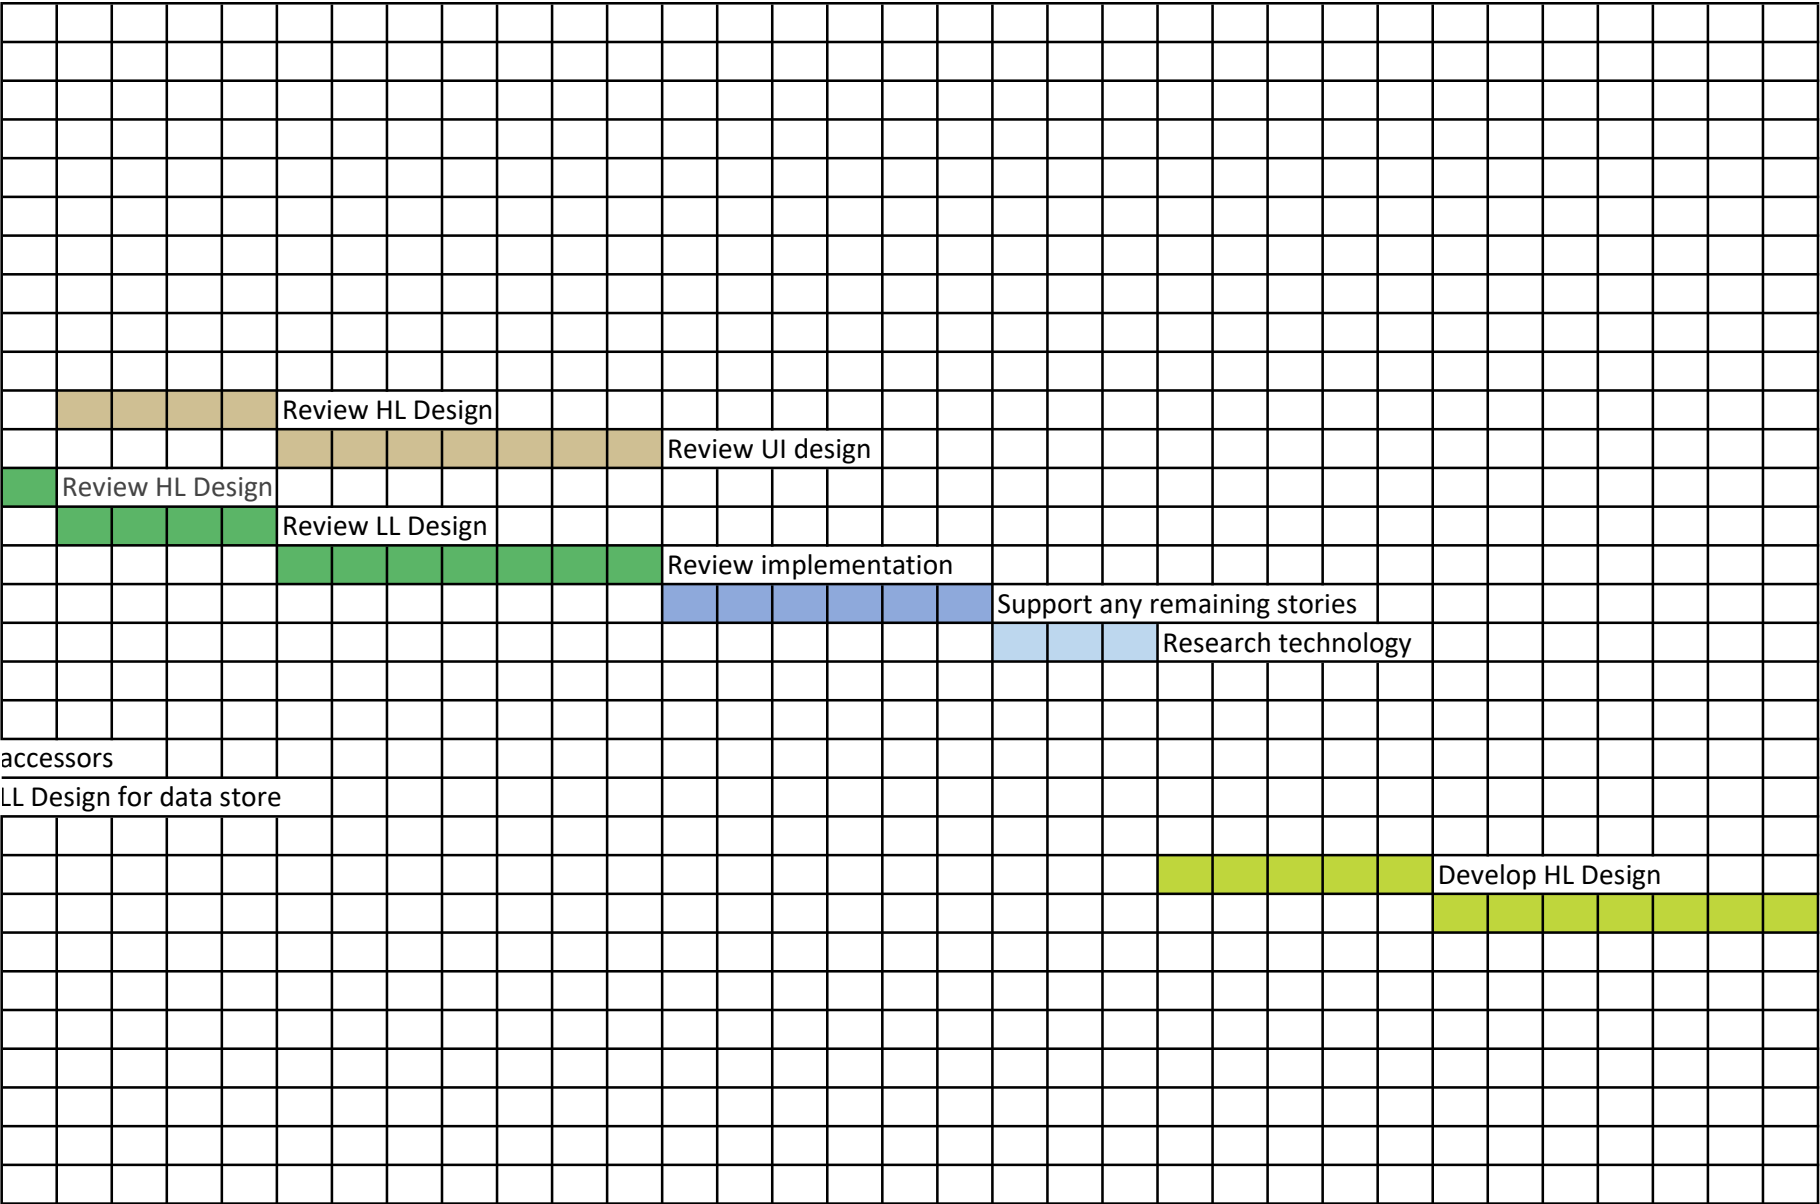 Review HL Design
Review UI design
Review HL Design
Review LL Design
Review implementation
Support any remaining stories
Research technology
accessors
LL Design for data store
Develop HL Design